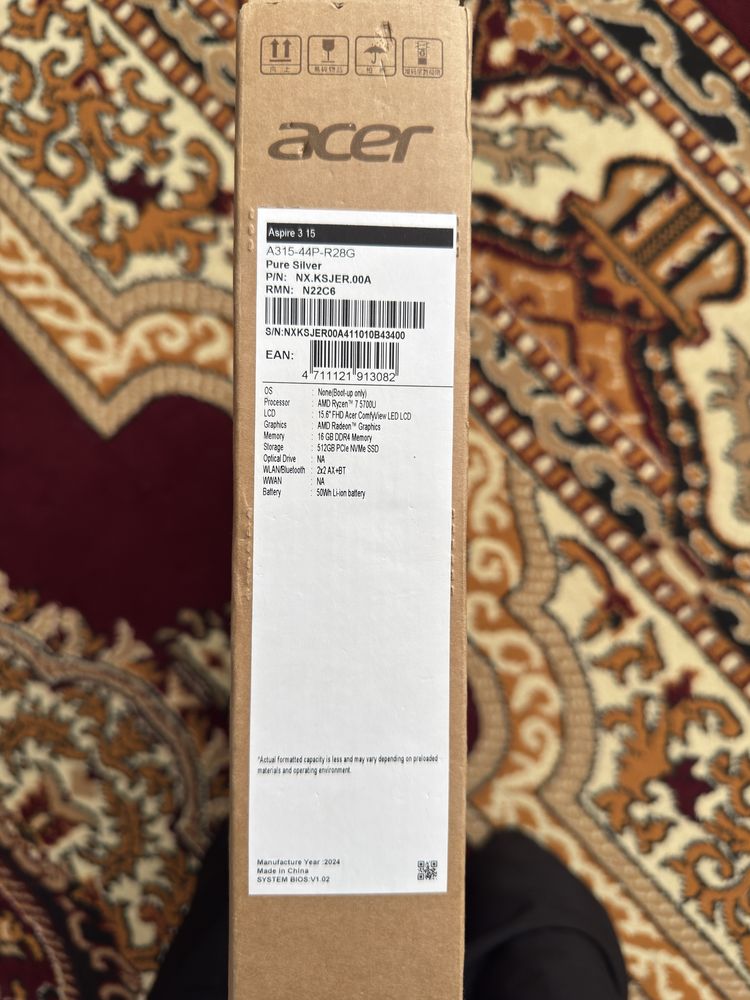 向上
acer
Aspire 3 15
A315-44P-R28G
Pure Silver
P/N: NX.KSJER.00A
RMN: N22C6
S/N:NXKSJER00A411010B43400
EAN:
4 711121 913082
OS : None(Boot-up only)
Processor : AMD Ryzen™ 7 5700U
LCD : 15.6" FHD Acer ComfyView LED LCD
Graphics : AMD Radeon™ Graphics
Memory : 16 GB DDR4 Memory
Storage : 512GB PCIe NVMe SSD
Optical Drive : NA
WLAN/Bluetooth : 2x2 AX+BT
WWAN : NA
Battery : 50Wh Li-ion battery
*Actual formatted capacity is less and may vary depending on preloaded
materials and operating environment.
Manufacture Year :2024
Made in China
SYSTEM BIOS:V1.02